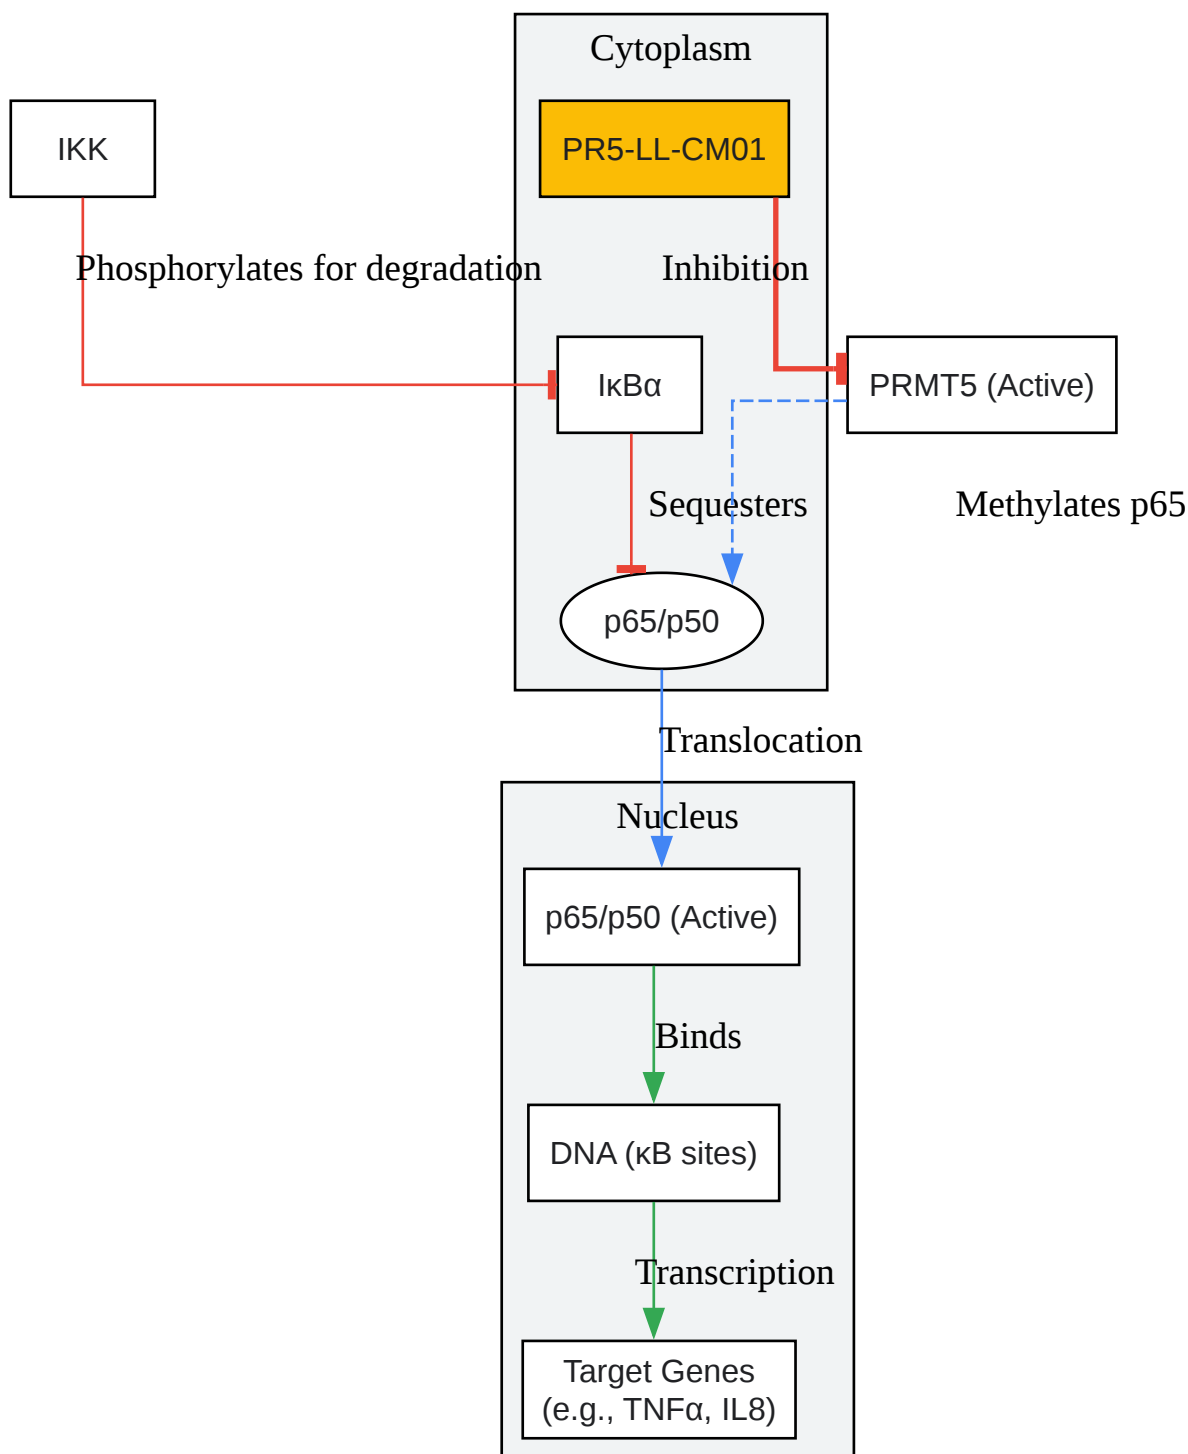 Cytoplasm
IKK
PR5-LL-CM01
Phosphorylates for degradation
Inhibition
IκBα
PRMT5 (Active)
Sequesters
Methylates p65
p65/p50
Translocation
Nucleus
p65/p50 (Active)
Binds
DNA (κB sites)
Transcription
Target Genes
(e.g., TNFα, IL8)